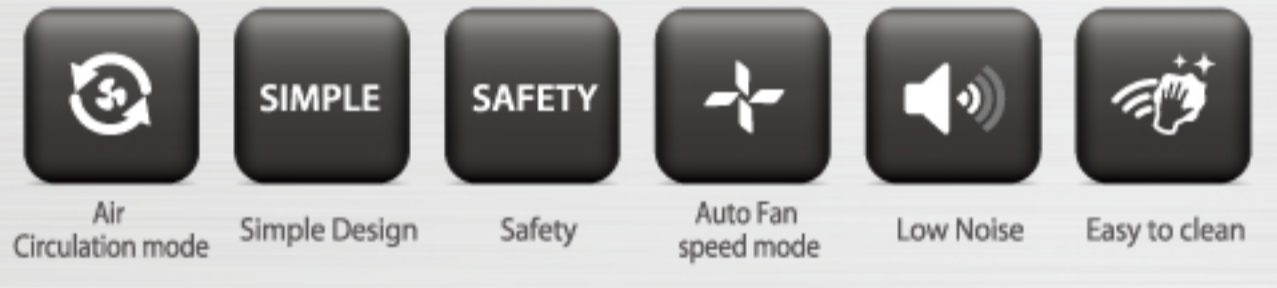 SIMPLE
SAFETY
Air
Circulation mode
Simple Design
Safety
Auto Fan
speed mode
Low Noise
Easy to clean